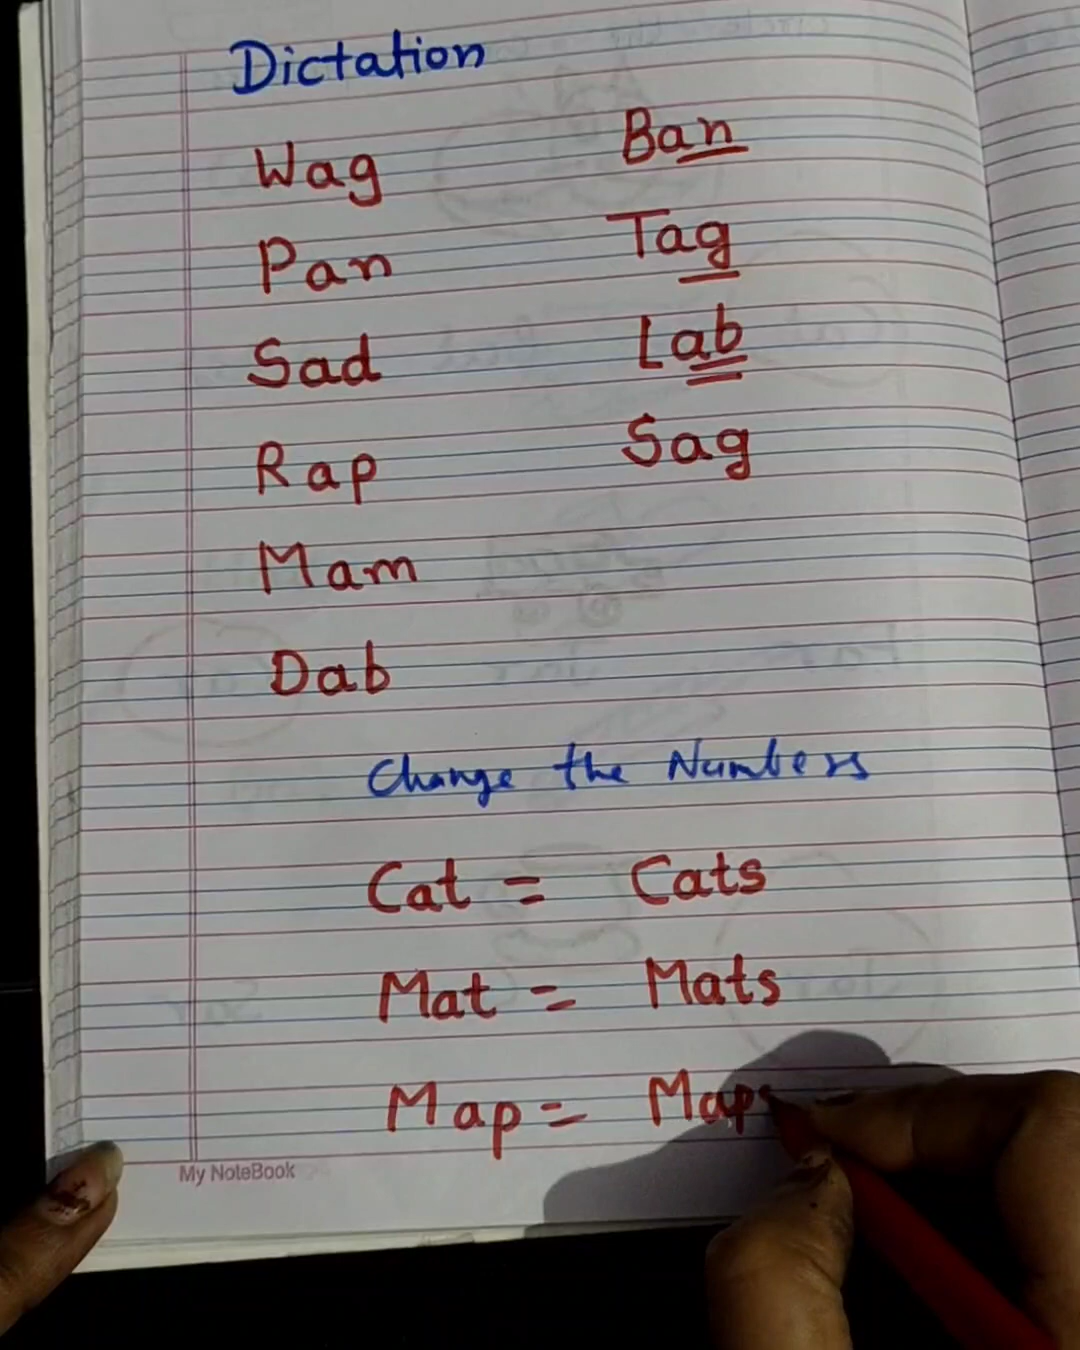 Dictation
Wag Ban
Pan Tag
Sad Lab
Rap Sag
Mam
Dab
Change the Numbers
Cat = Cats
Mat = Mats
Map = Maps
My NoteBook